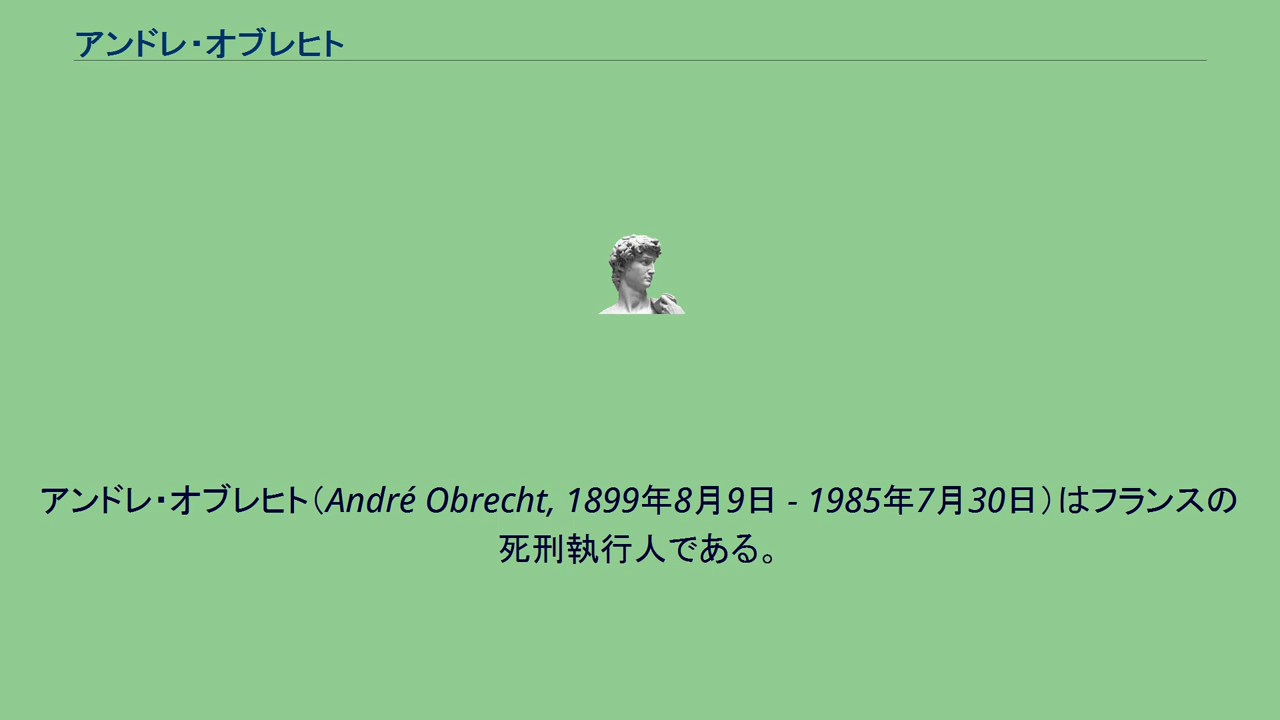 アンドレ・オブレヒト
アンドレ・オブレヒト（André Obrecht, 1899年8月9日 - 1985年7月30日）はフランスの
死刑執行人である。